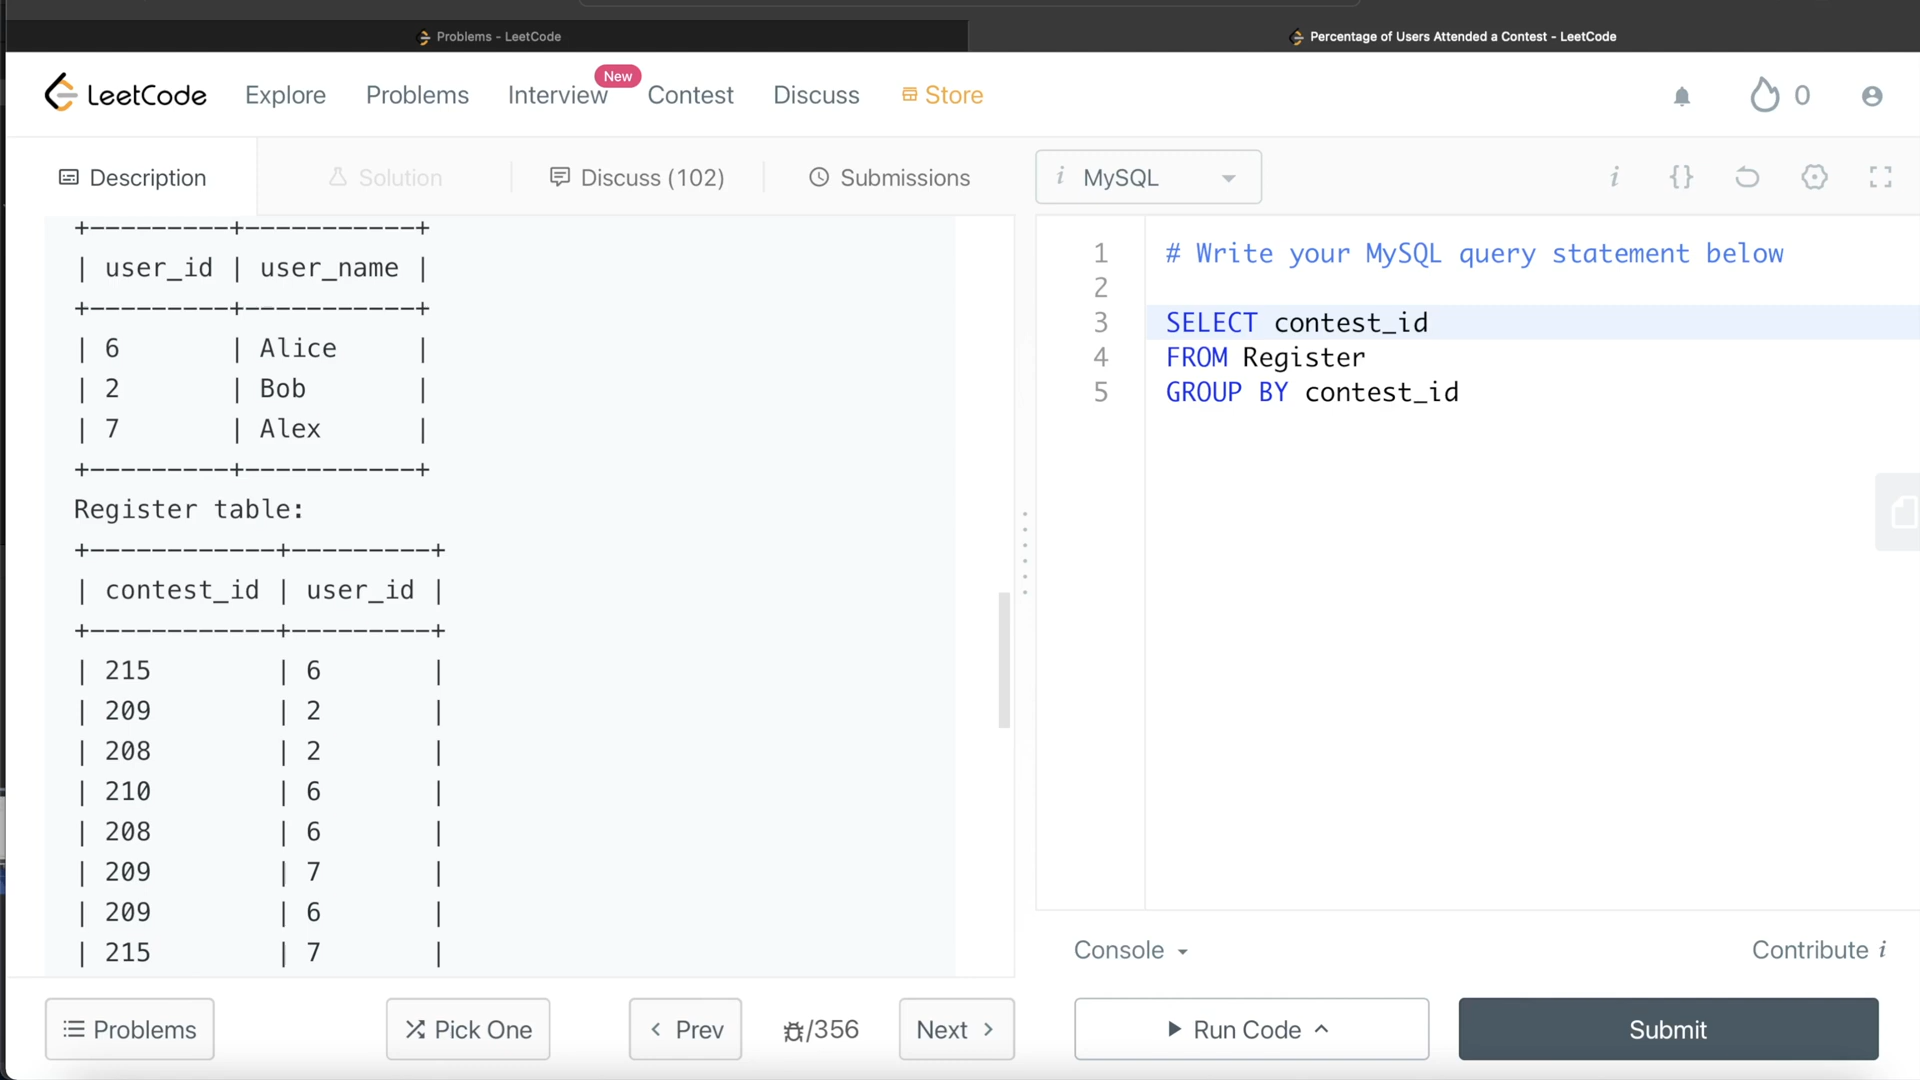 Problems - LeetCode
Percentage of Users Attended a Contest - LeetCode
LeetCode Explore Problems Interview New Contest Discuss Store 0
Description Solution Discuss (102) Submissions
+---------+-----------+
| user_id | user_name |
+---------+-----------+
| 6       | Alice     |
| 2       | Bob       |
| 7       | Alex      |
+---------+-----------+
Register table:
+------------+---------+
| contest_id | user_id |
+------------+---------+
| 215        | 6       |
| 209        | 2       |
| 208        | 2       |
| 210        | 6       |
| 208        | 6       |
| 209        | 7       |
| 209        | 6       |
| 215        | 7       |
Problems Pick One < Prev /356 Next >
i MySQL i {}
1 # Write your MySQL query statement below
2
3 SELECT contest_id
4 FROM Register
5 GROUP BY contest_id
Console Contribute i
Run Code Submit